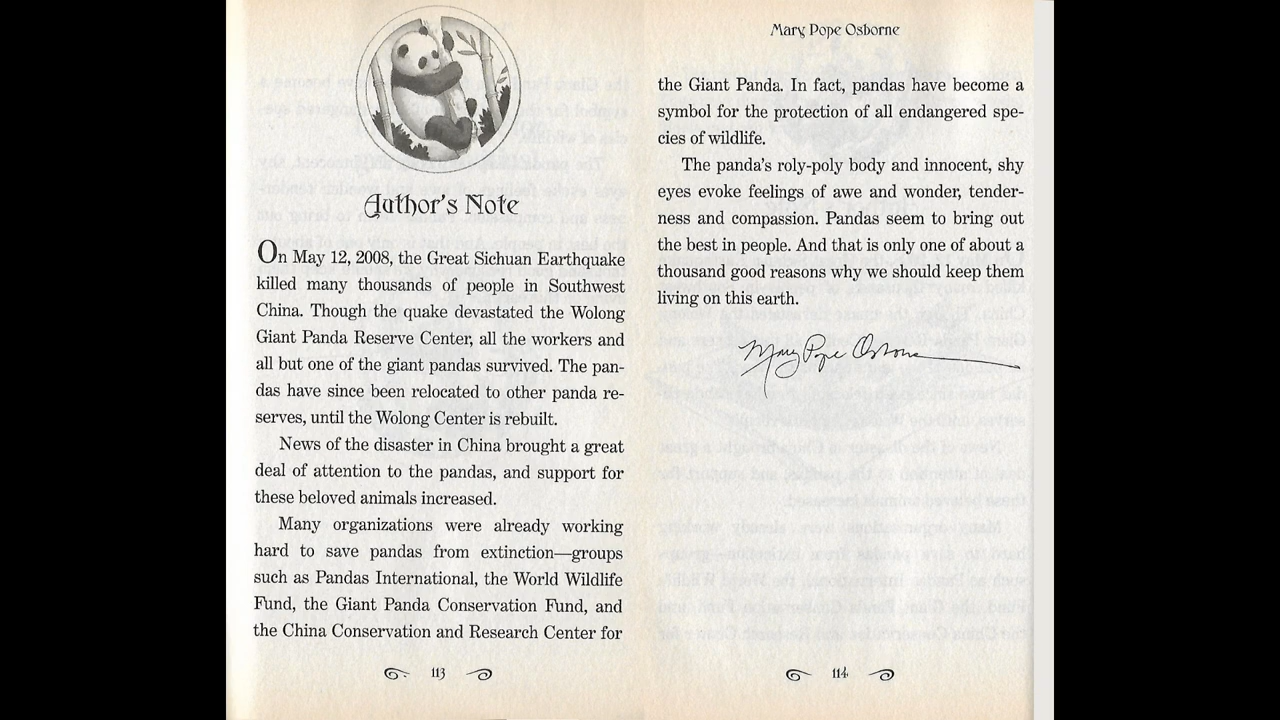 Author's Note
On May 12, 2008, the Great Sichuan Earthquake
killed many thousands of people in Southwest
China. Though the quake devastated the Wolong
Giant Panda Reserve Center, all the workers and
all but one of the giant pandas survived. The pan-
das have since been relocated to other panda re-
serves, until the Wolong Center is rebuilt.
News of the disaster in China brought a great
deal of attention to the pandas, and support for
these beloved animals increased.
Many organizations were already working
hard to save pandas from extinction—groups
such as Pandas International, the World Wildlife
Fund, the Giant Panda Conservation Fund, and
the China Conservation and Research Center for
113
Mary Pope Osborne
the Giant Panda. In fact, pandas have become a
symbol for the protection of all endangered spe-
cies of wildlife.
The panda's roly-poly body and innocent, shy
eyes evoke feelings of awe and wonder, tender-
ness and compassion. Pandas seem to bring out
the best in people. And that is only one of about a
thousand good reasons why we should keep them
living on this earth.
Mary Pope Osborne
114